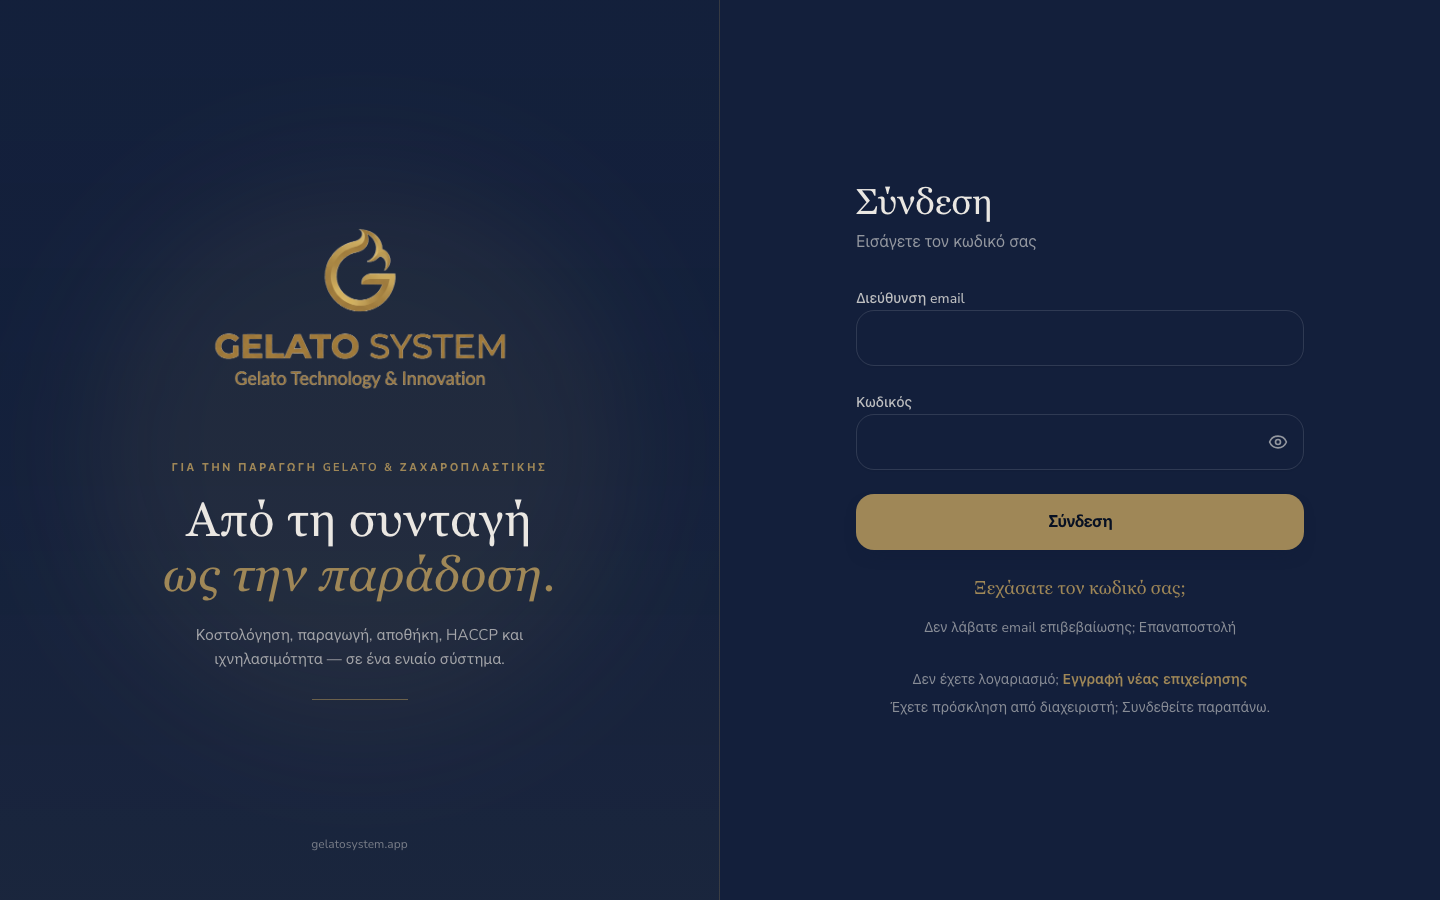 GELATO SYSTEM
Gelato Technology & Innovation
ΓΙΑ ΤΗΝ ΠΑΡΑΓΩΓΗ GELATO & ΖΑΧΑΡΟΠΛΑΣΤΙΚΗΣ
Από τη συνταγή
ως την παράδοση.
Κοστολόγηση, παραγωγή, αποθήκη, HACCP και
ιχνηλασιμότητα — σε ένα ενιαίο σύστημα.
gelatosystem.app
Σύνδεση
Εισάγετε τον κωδικό σας
Διεύθυνση email
Κωδικός
Σύνδεση
Ξεχάσατε τον κωδικό σας;
Δεν λάβατε email επιβεβαίωσης; Επαναποστολή
Δεν έχετε λογαριασμό; Εγγραφή νέας επιχείρησης
Έχετε πρόσκληση από διαχειριστή; Συνδεθείτε παραπάνω.